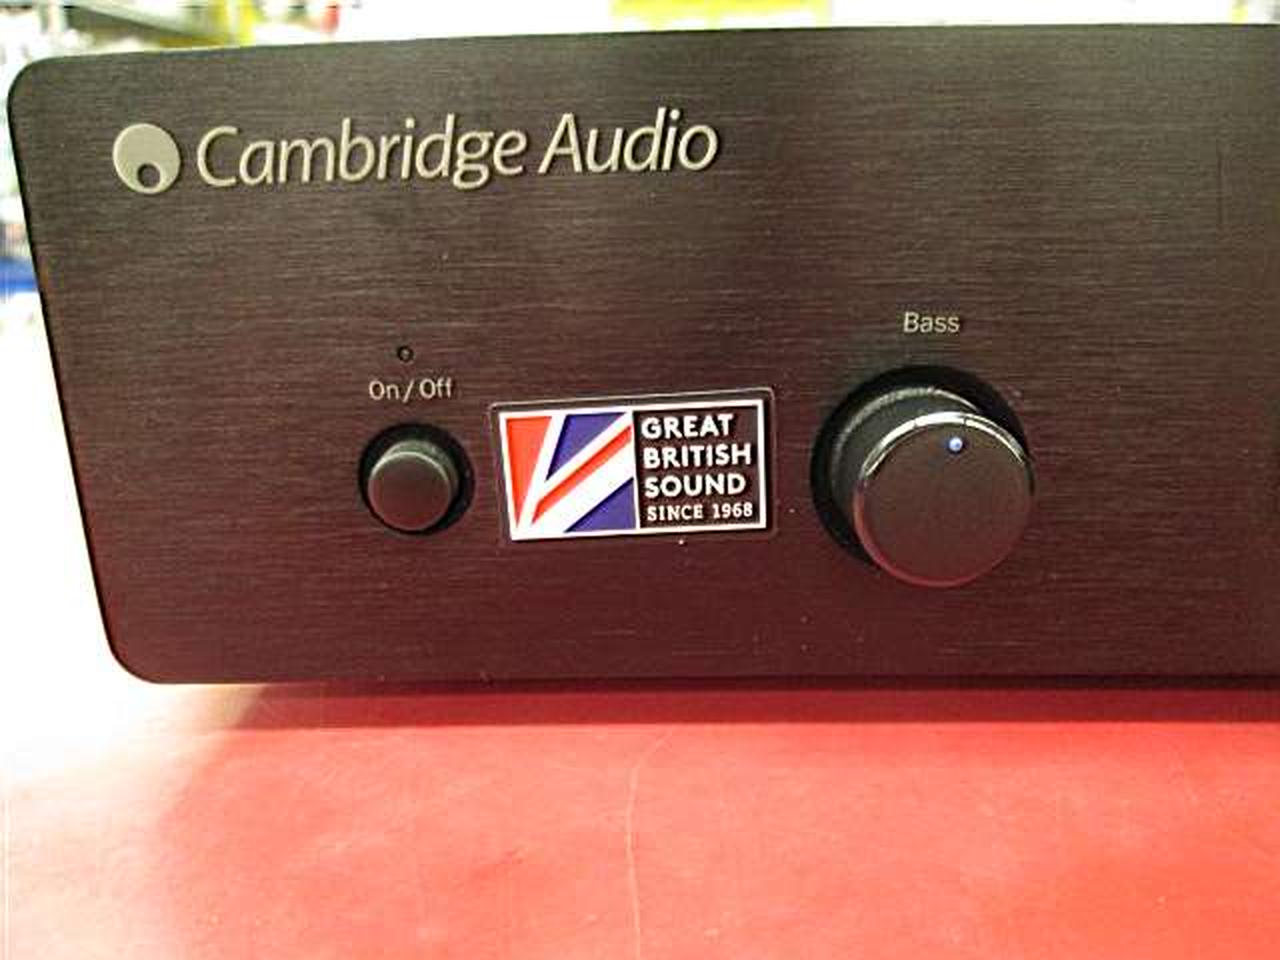 Cambridge Audio
Bass
On / Off
GREAT
BRITISH
SOUND
SINCE 1968